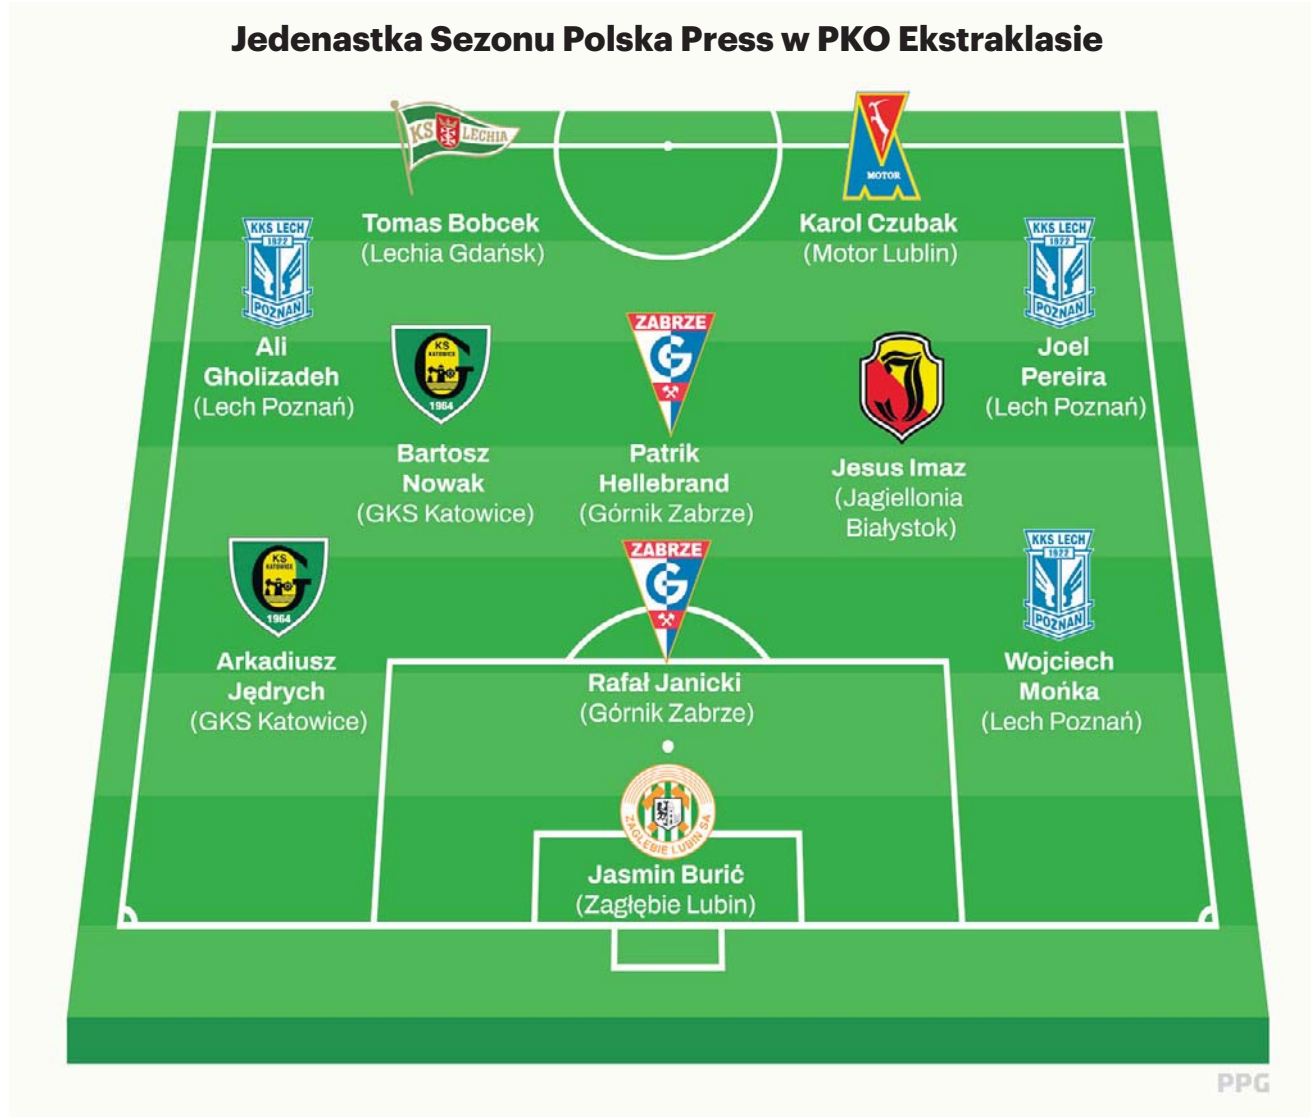 Jedenastka Sezonu Polska Press w PKO Ekstraklasie
KS LECHIA
Tomas Bobcek
(Lechia Gdańsk)
MOTOR
Karol Czubak
(Motor Lublin)
KKS LECH
1922
POZNAŃ
Ali
Gholizadeh
(Lech Poznań)
KS
KATOWICE
1964
Bartosz
Nowak
(GKS Katowice)
ZABRZE
G
Patrik
Hellebrand
(Górnik Zabrze)
J
Jesus Imaz
(Jagiellonia
Białystok)
KKS LECH
1922
POZNAŃ
Joel
Pereira
(Lech Poznań)
KS
KATOWICE
1964
Arkadiusz
Jędrych
(GKS Katowice)
ZABRZE
G
Rafał Janicki
(Górnik Zabrze)
KKS LECH
1922
POZNAŃ
Wojciech
Mońka
(Lech Poznań)
ZAGŁĘBIE LUBIN SA
Jasmin Burić
(Zagłębie Lubin)
PPG